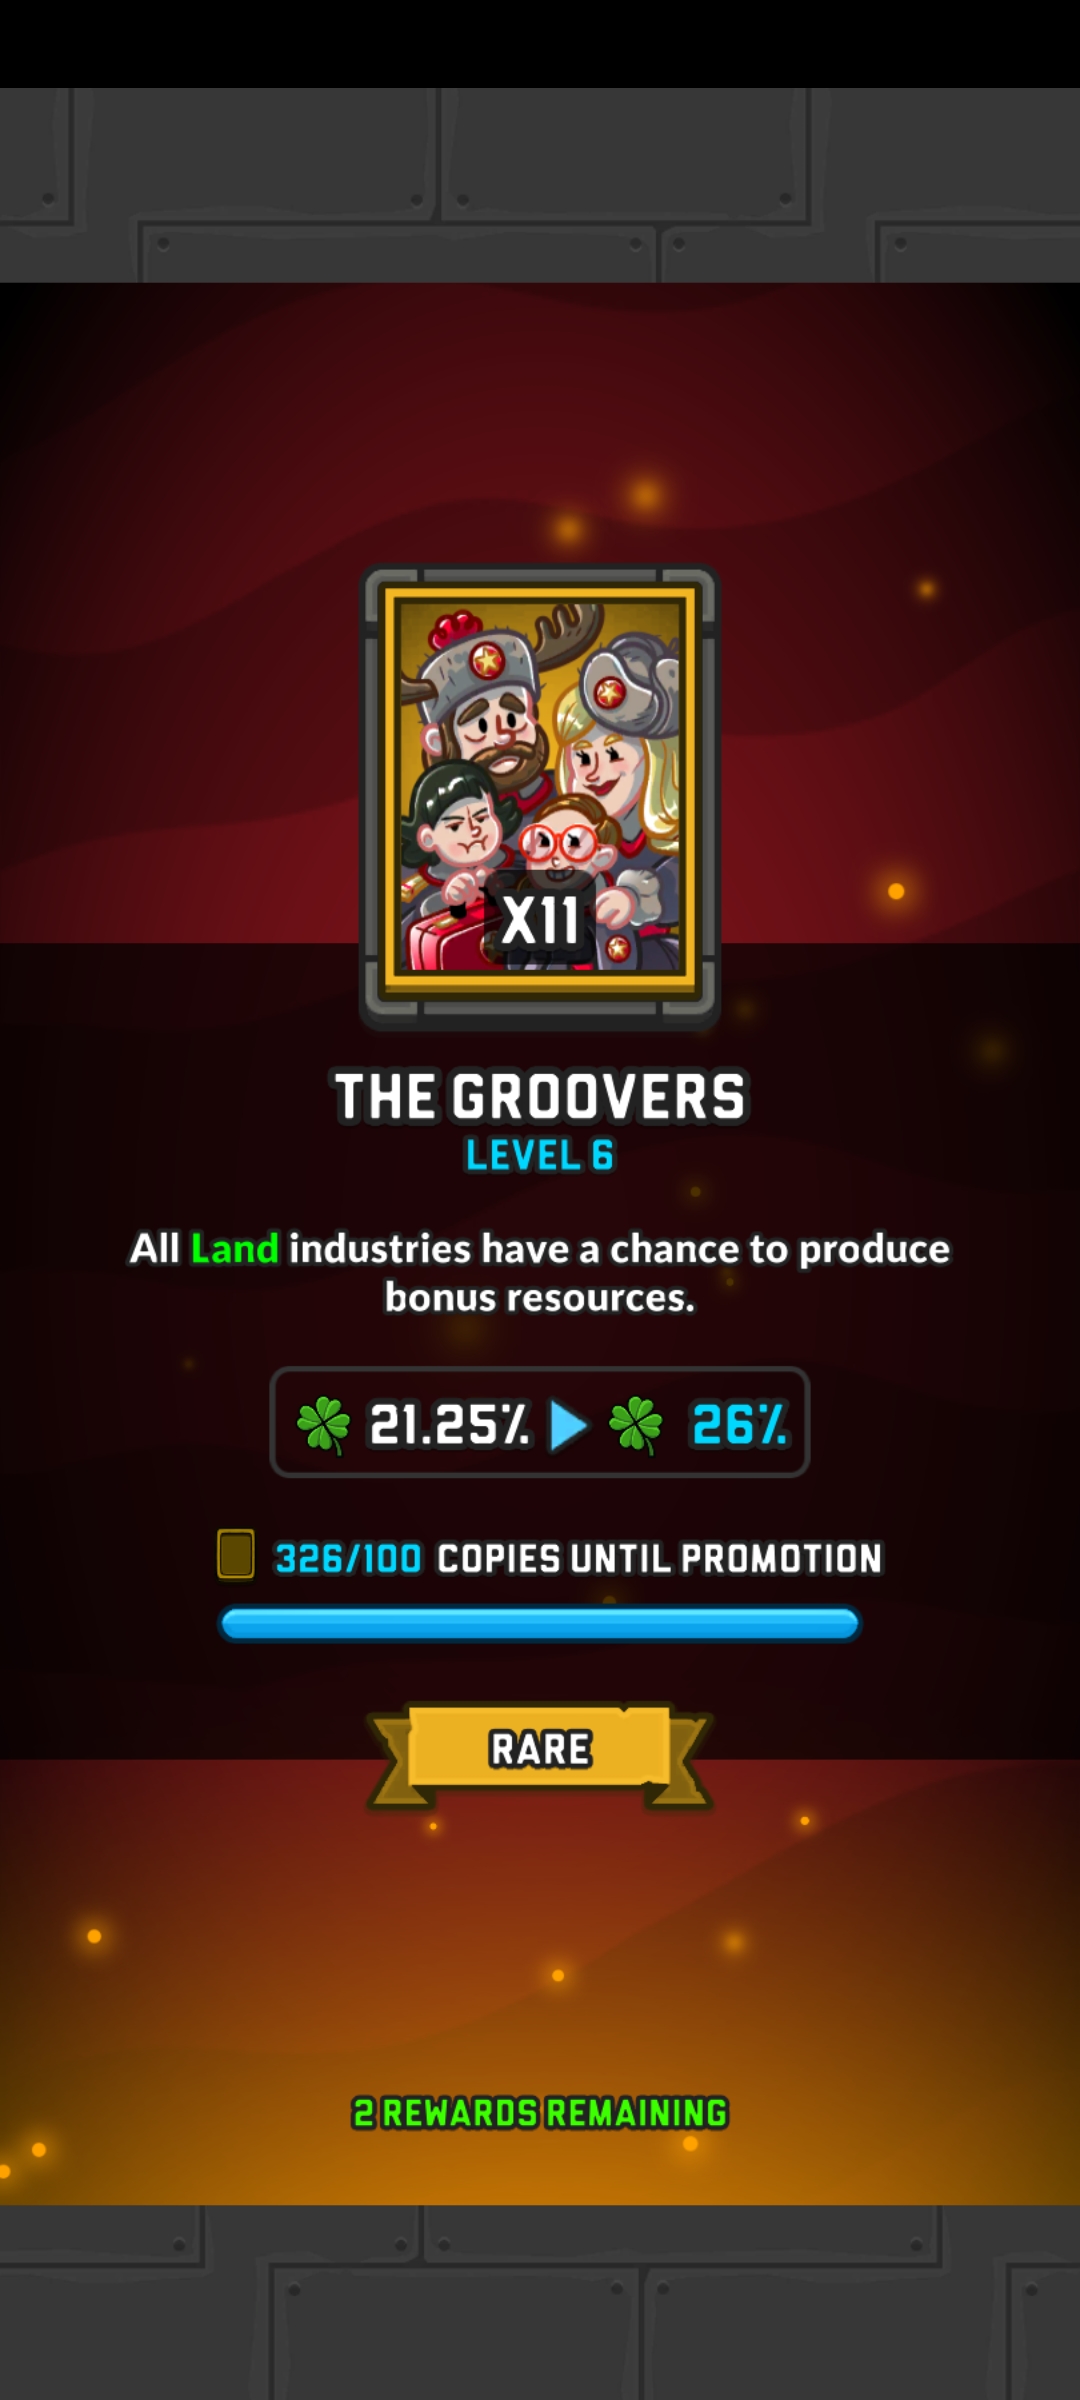 X11
THE GROOVERS
LEVEL 6
All Land industries have a chance to produce
bonus resources.
21.25% 26%
326/100 COPIES UNTIL PROMOTION
RARE
2 REWARDS REMAINING